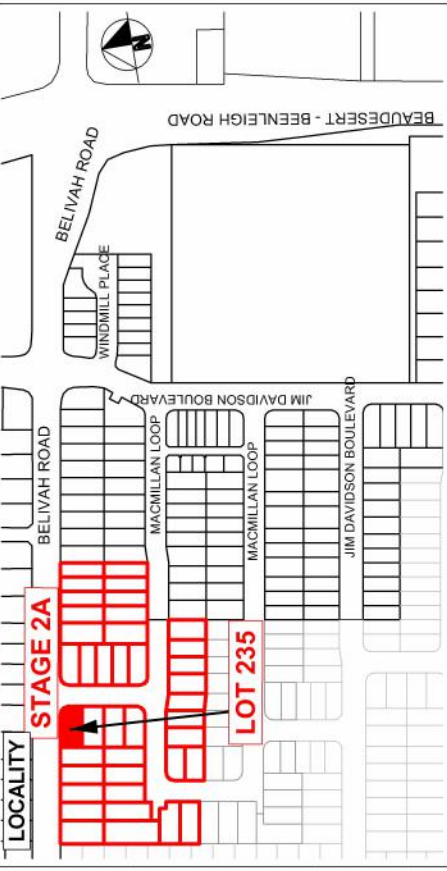 N
BEAUDESERT - BEENLEIGH ROAD
BELIVAH ROAD
WINDMILL PLACE
JIM DAVIDSON BOULEVARD
BELIVAH ROAD
MACMILLAN LOOP
MACMILLAN LOOP
JIM DAVIDSON BOULEVARD
STAGE 2A
LOT 235
LOCALITY